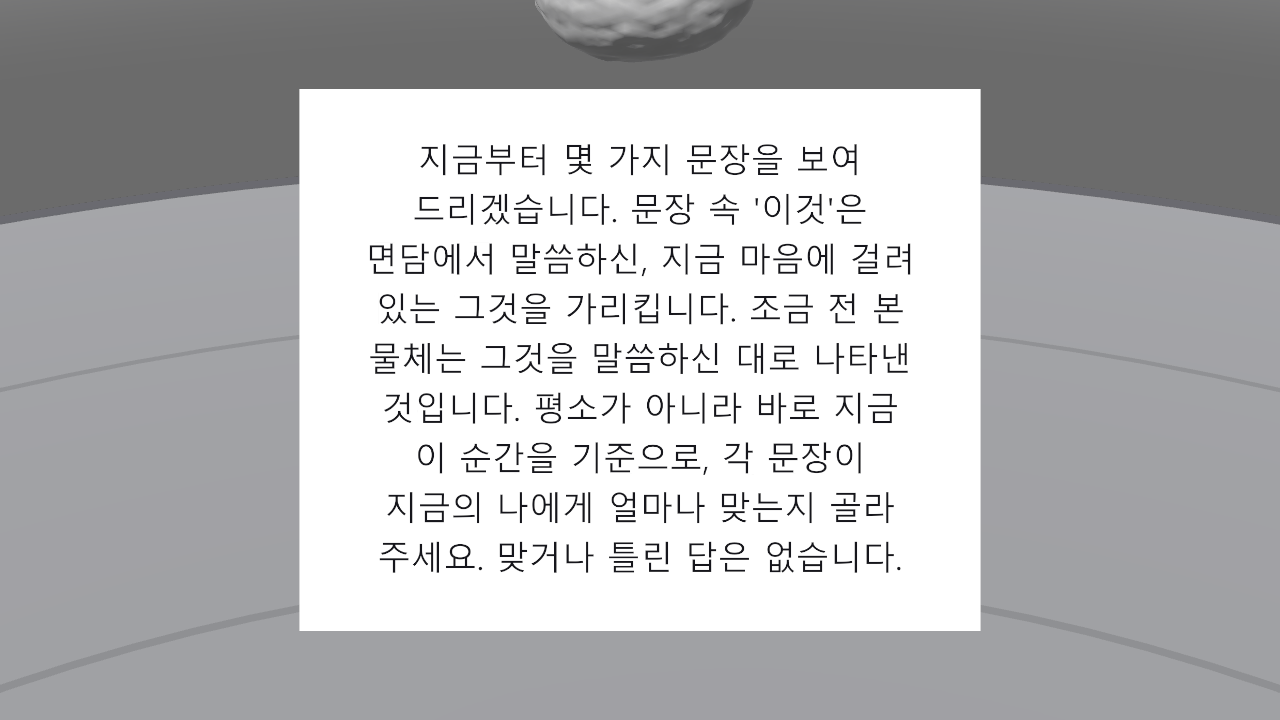 지금부터 몇 가지 문장을 보여
드리겠습니다. 문장 속 '이것'은
면담에서 말씀하신, 지금 마음에 걸려
있는 그것을 가리킵니다. 조금 전 본
물체는 그것을 말씀하신 대로 나타낸
것입니다. 평소가 아니라 바로 지금
이 순간을 기준으로, 각 문장이
지금의 나에게 얼마나 맞는지 골라
주세요. 맞거나 틀린 답은 없습니다.